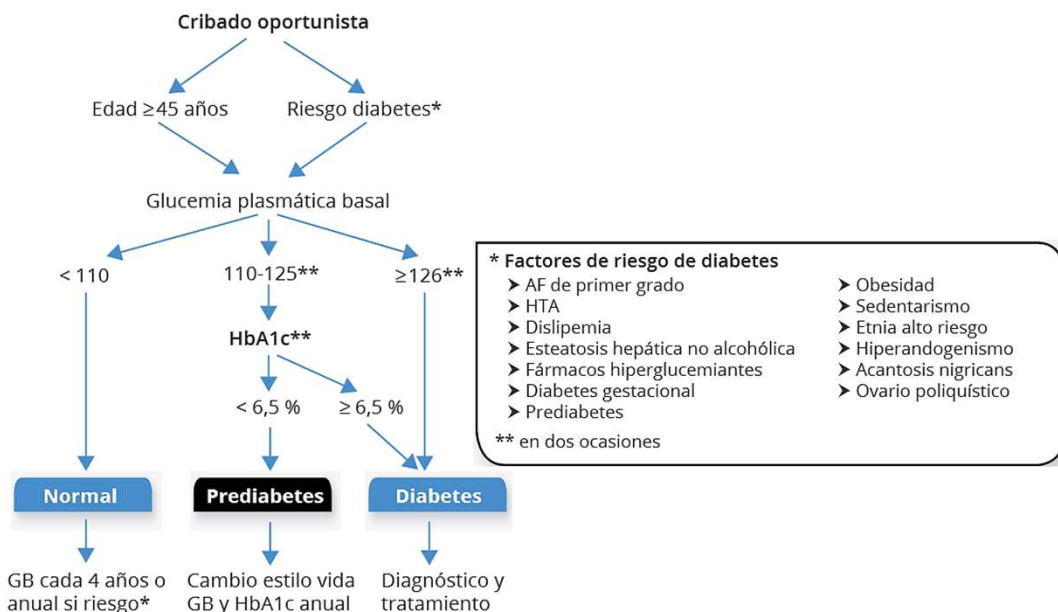 Cribado oportunista
Edad ≥45 años
Riesgo diabetes*
Glucemia plasmática basal
< 110
110-125**
≥126**
HbA1c**
< 6,5 %
≥ 6,5 %
Normal
Prediabetes
Diabetes
GB cada 4 años o
anual si riesgo*
Cambio estilo vida
GB y HbA1c anual
Diagnóstico y
tratamiento
* Factores de riesgo de diabetes
➤ AF de primer grado
➤ HTA
➤ Dislipemia
➤ Esteatosis hepática no alcohólica
➤ Fármacos hiperglucemiantes
➤ Diabetes gestacional
➤ Prediabetes
➤ Obesidad
➤ Sedentarismo
➤ Etnia alto riesgo
➤ Hiperandogenismo
➤ Acantosis nigricans
➤ Ovario poliquístico
** en dos ocasiones